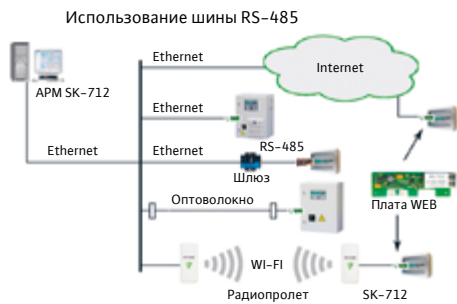 Использование шины RS-485
Ethernet
Internet
АРМ SK-712
Ethernet
Ethernet
Ethernet
RS-485
Шлюз
Плата WEB
Оптоволокно
WI-FI
Радиопролет
SK-712